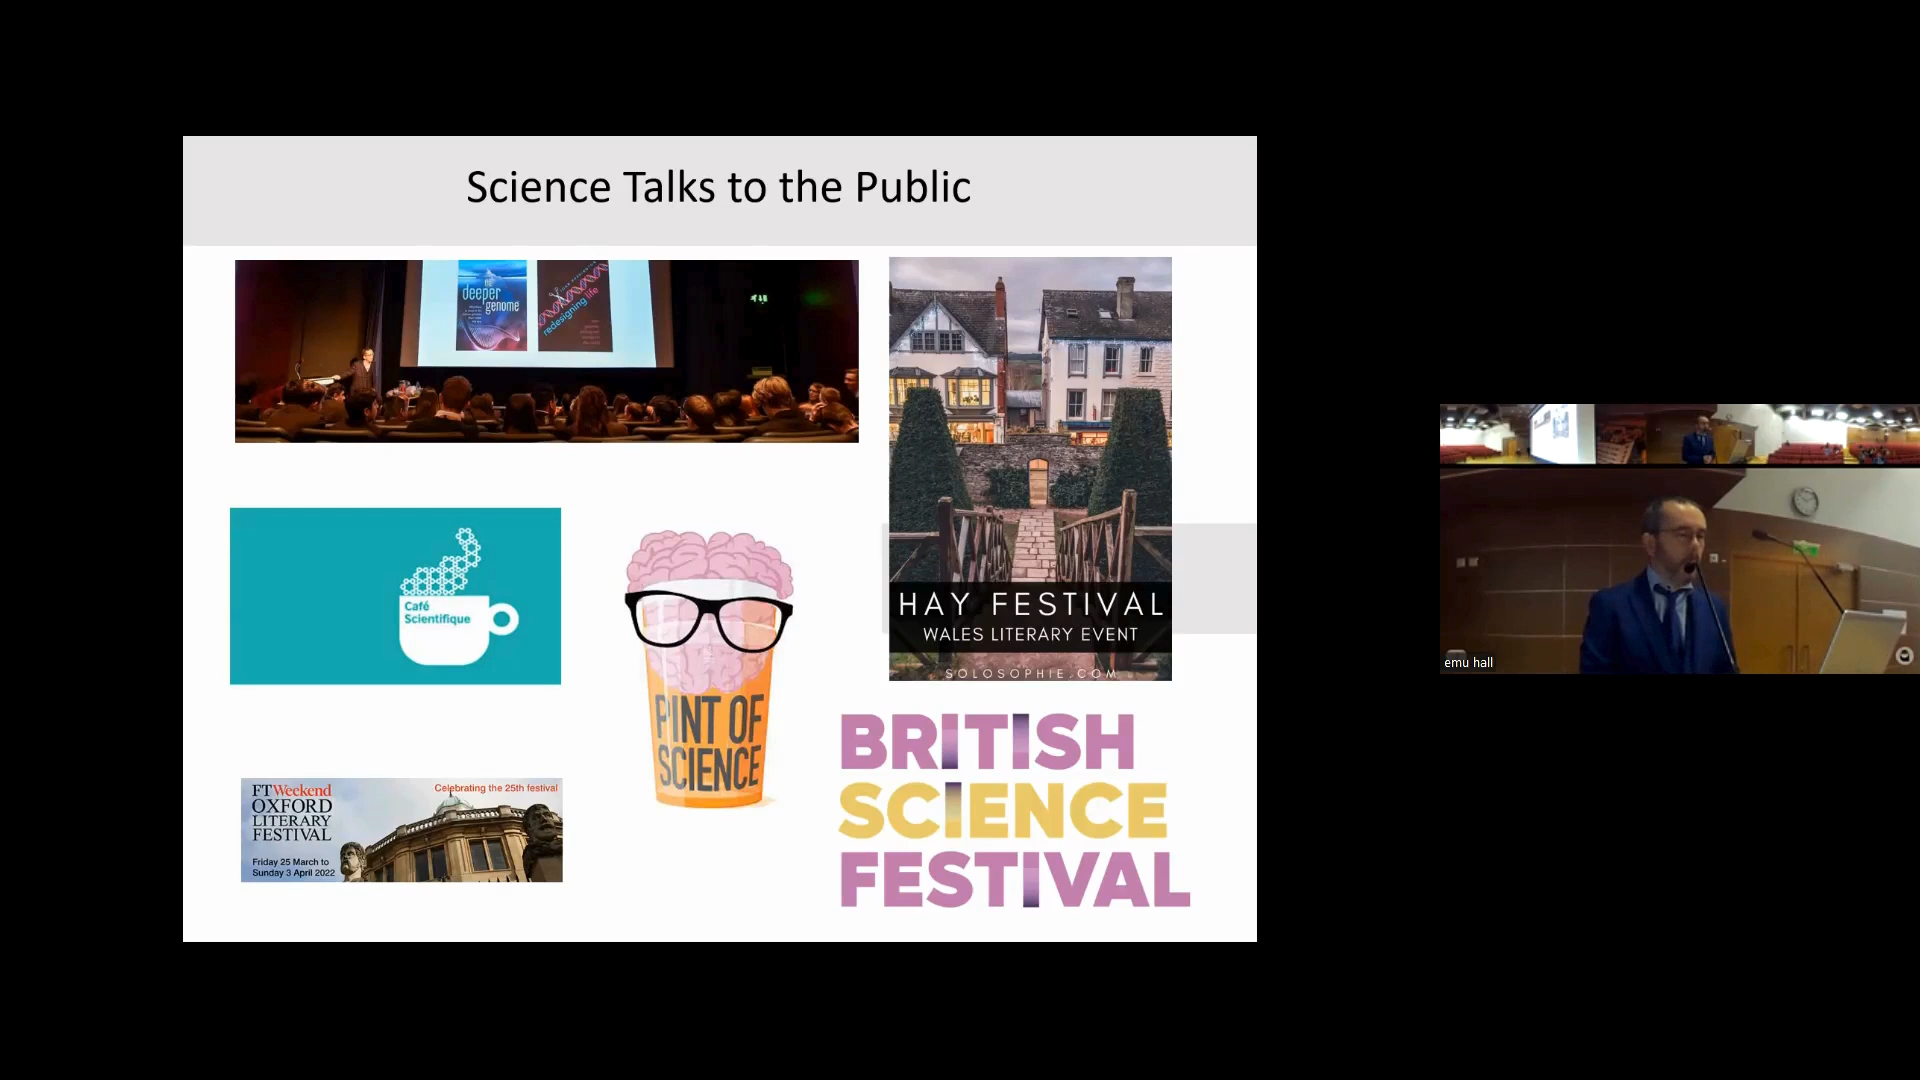 Science Talks to the Public
deeper
genome
redesigning life
HAY FESTIVAL
WALES LITERARY EVENT
SOLOSOPHIE.COM
Café
Scientifique
PINT OF
SCIENCE
FTWeekend
OXFORD
LITERARY
FESTIVAL
Friday 25 March to
Sunday 3 April 2022
Celebrating the 25th festival
BRITISH
SCIENCE
FESTIVAL
emu hall